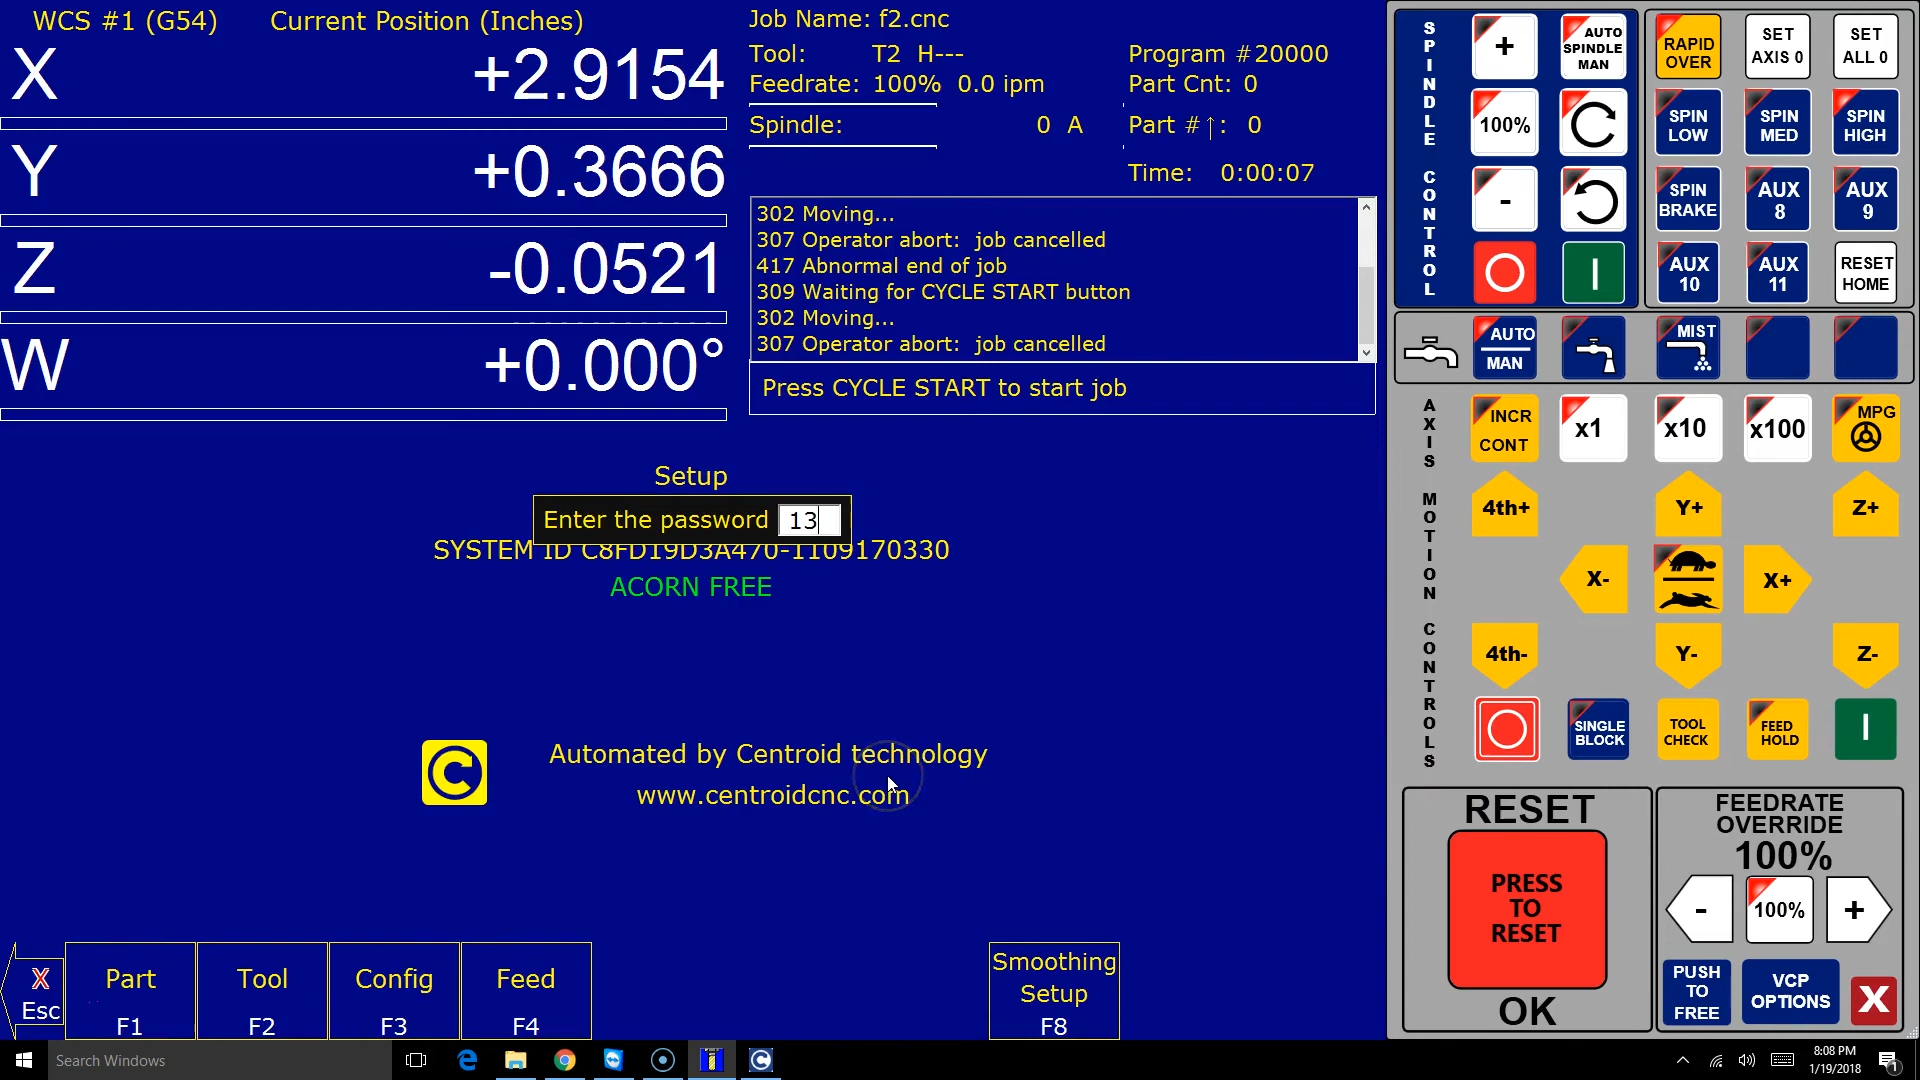 WCS #1 (G54) Current Position (Inches)
X +2.9154
Y +0.3666
Z -0.0521
W +0.000°
Job Name: f2.cnc
Tool: T2 H---
Feedrate: 100% 0.0 ipm
Spindle: 0 A
Program #20000
Part Cnt: 0
Part #↑: 0
Time: 0:00:07
302 Moving...
307 Operator abort: job cancelled
417 Abnormal end of job
309 Waiting for CYCLE START button
302 Moving...
307 Operator abort: job cancelled
Press CYCLE START to start job
Setup
Enter the password 13
SYSTEM ID C8FD19D3A470-1109170330
ACORN FREE
C
Automated by Centroid technology
www.centroidcnc.com
X
Esc
Part
F1
Tool
F2
Config
F3
Feed
F4
Smoothing
Setup
F8
SPINDLE CONTROL
+
AUTO
SPINDLE
MAN
100%
-
RAPID
OVER
SET
AXIS 0
SET
ALL 0
SPIN
LOW
SPIN
MED
SPIN
HIGH
SPIN
BRAKE
AUX
8
AUX
9
AUX
10
AUX
11
RESET
HOME
AUTO
MAN
MIST
AXIS MOTION CONTROLS
INCR
CONT
x1
x10
x100
MPG
4th+
Y+
Z+
X-
X+
4th-
Y-
Z-
SINGLE
BLOCK
TOOL
CHECK
FEED
HOLD
RESET
PRESS
TO
RESET
OK
FEEDRATE
OVERRIDE
100%
-
100%
+
PUSH
TO
FREE
VCP
OPTIONS
X
Search Windows
8:08 PM
1/19/2018
1